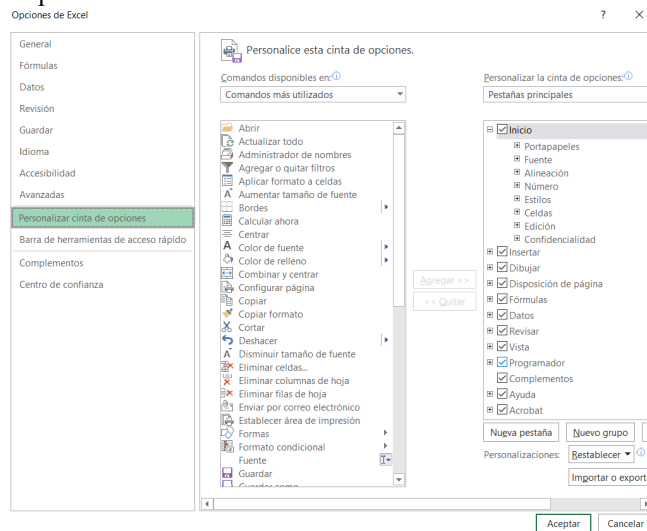 Opciones de Excel
?
General
Fórmulas
Datos
Revisión
Guardar
Idioma
Accesibilidad
Avanzadas
Personalizar cinta de opciones
Barra de herramientas de acceso rápido
Complementos
Centro de confianza
Personalice esta cinta de opciones.
Comandos disponibles en:
Comandos más utilizados
Abrir
Actualizar todo
Administrador de nombres
Agregar o quitar filtros
Aplicar formato a celdas
Aumentar tamaño de fuente
Bordes
Calcular ahora
Centrar
Color de fuente
Color de relleno
Combinar y centrar
Configurar página
Copiar
Copiar formato
Cortar
Deshacer
Disminuir tamaño de fuente
Eliminar celdas...
Eliminar columnas de hoja
Eliminar filas de hoja
Enviar por correo electrónico
Establecer área de impresión
Formas
Formato condicional
Fuente
Guardar
Guardar como
Agregar >>
<< Quitar
Personalizar la cinta de opciones:
Pestañas principales
Inicio
Portapapeles
Fuente
Alineación
Número
Estilos
Celdas
Edición
Confidencialidad
Insertar
Dibujar
Disposición de página
Fórmulas
Datos
Revisar
Vista
Programador
Complementos
Ayuda
Acrobat
Nueva pestaña
Nuevo grupo
Personalizaciones:
Restablecer
Importar o export
Aceptar
Cancelar